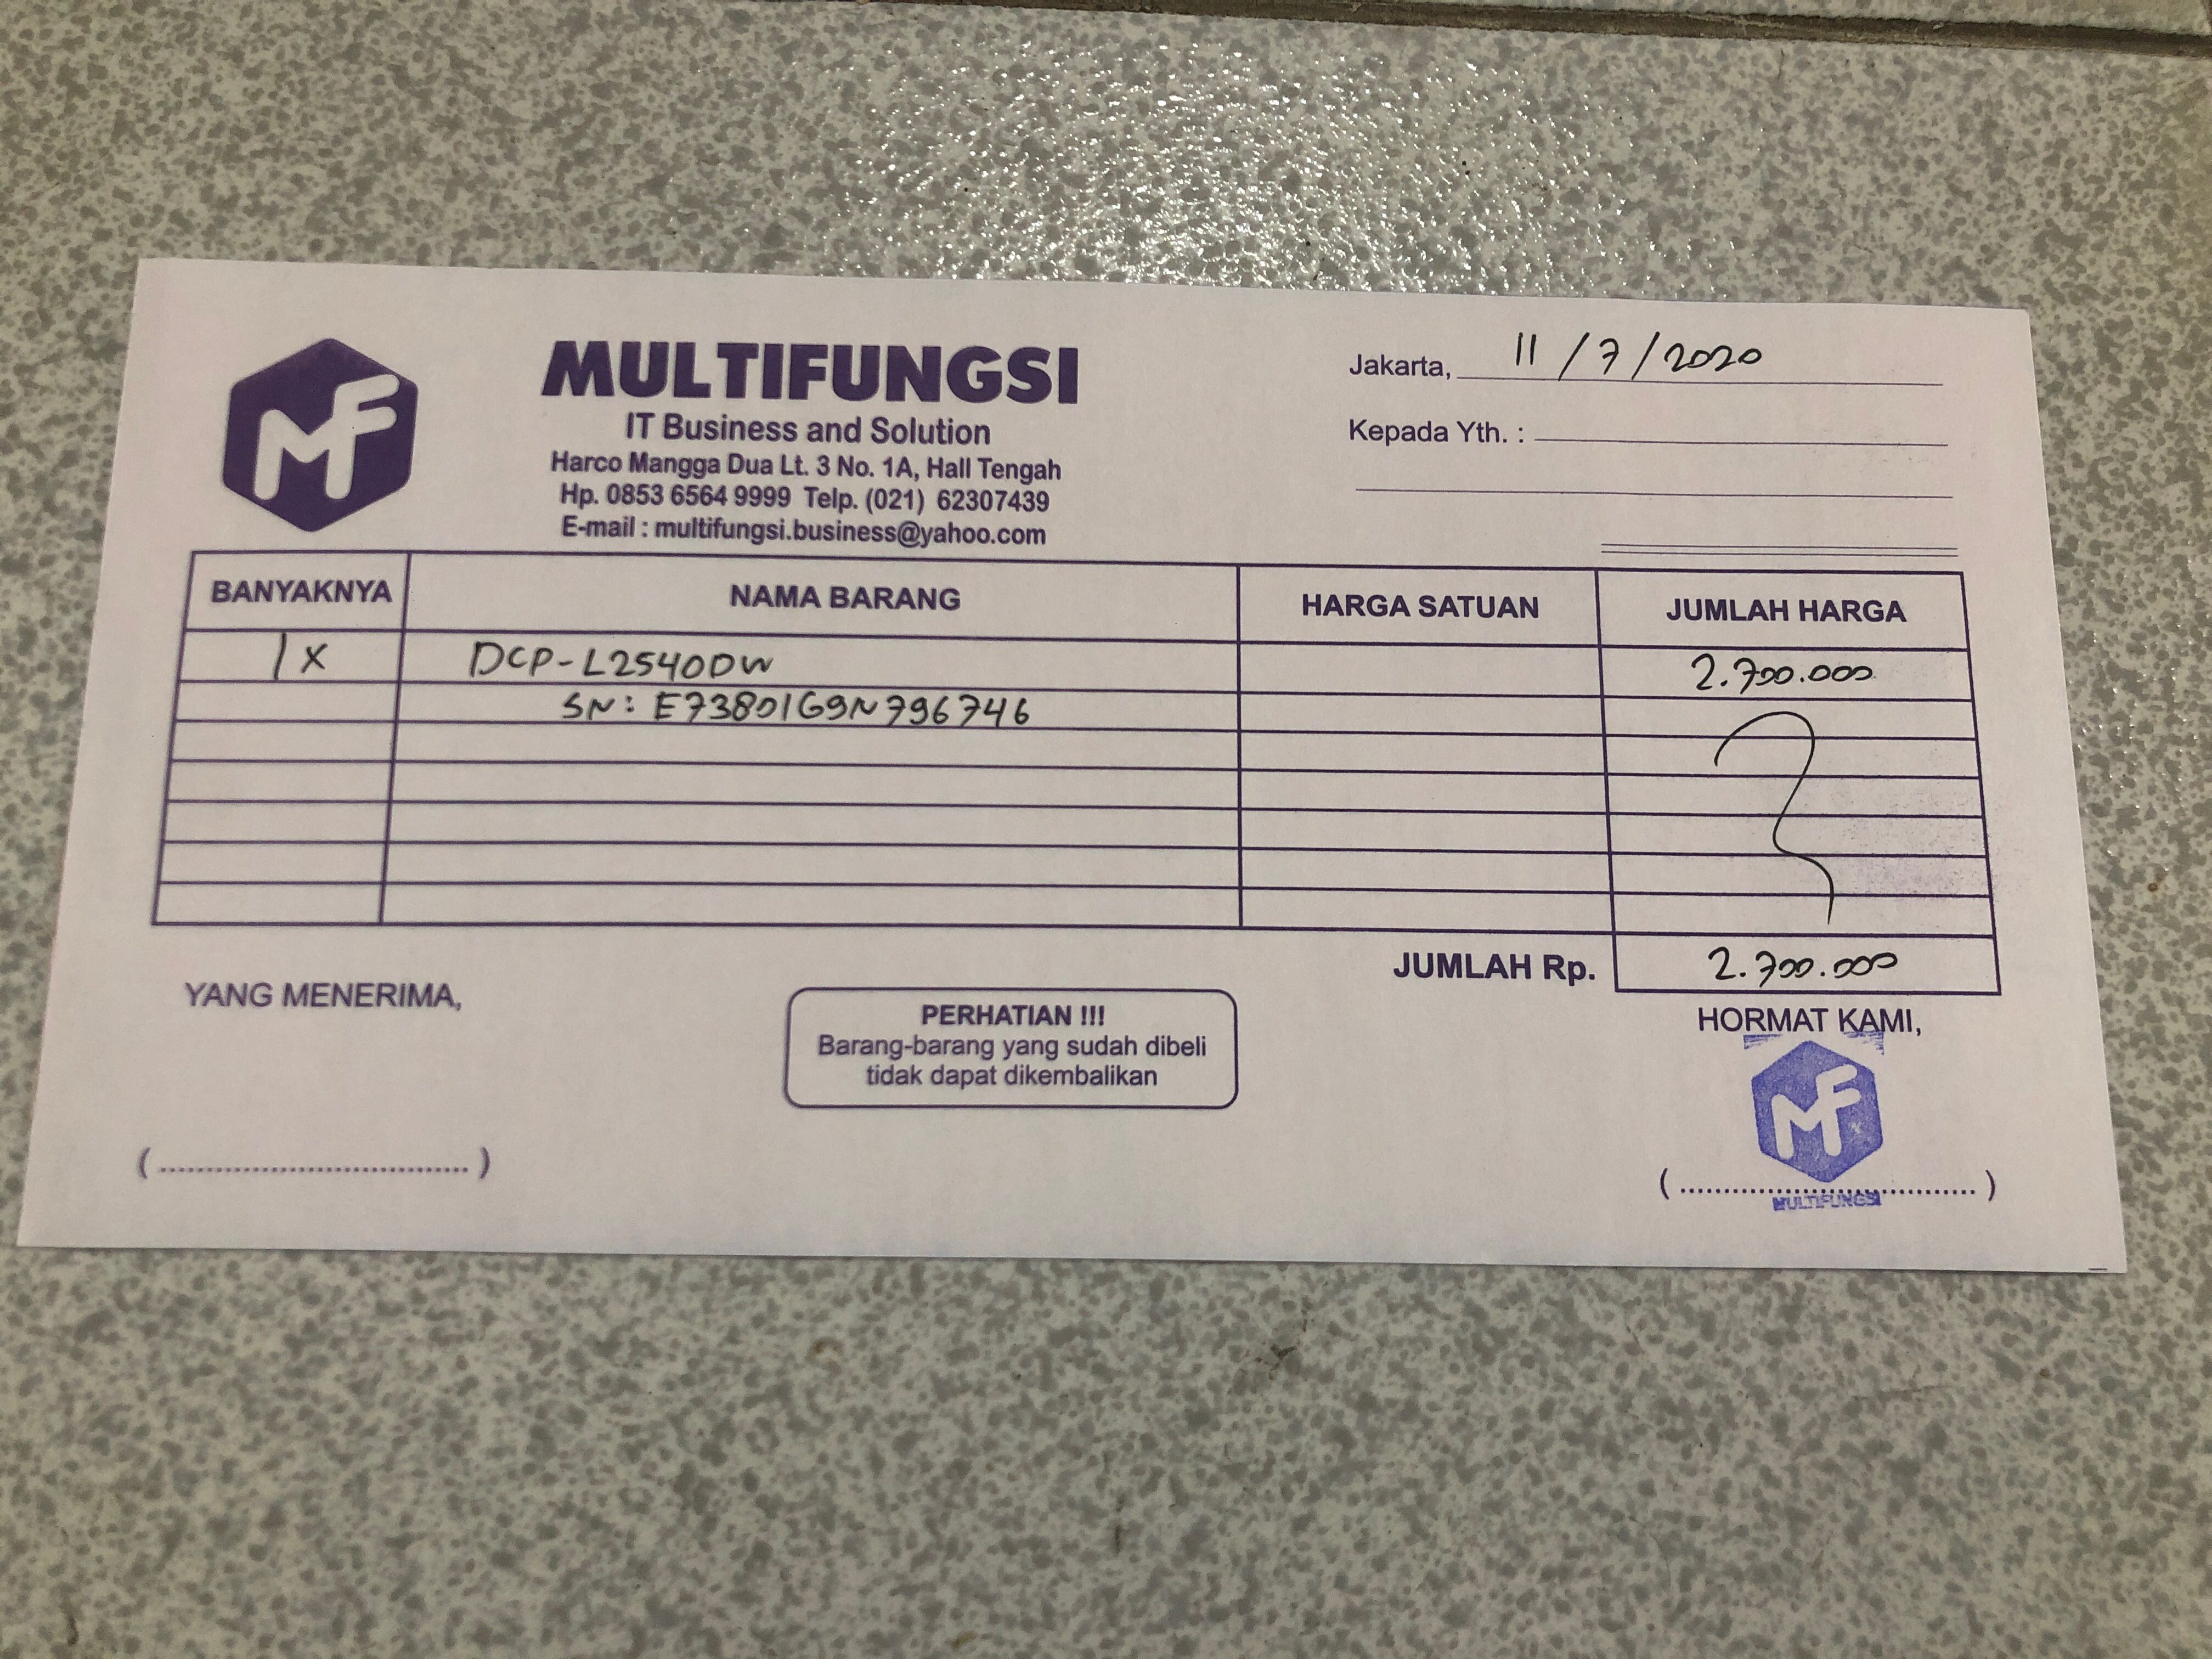 MF
MULTIFUNGSI
IT Business and Solution
Harco Mangga Dua Lt. 3 No. 1A, Hall Tengah
Hp. 0853 6564 9999 Telp. (021) 62307439
E-mail : multifungsi.business@yahoo.com
Jakarta, 11/7/2020
Kepada Yth. :
BANYAKNYA NAMA BARANG HARGA SATUAN JUMLAH HARGA
1 X DCP-L2540DW 2.700.000
SN: E73801G9N796746
JUMLAH Rp. 2.700.000
YANG MENERIMA,
PERHATIAN !!!
Barang-barang yang sudah dibeli
tidak dapat dikembalikan
HORMAT KAMI,
MF
(..................................)
(..................................)
MULTIFUNGSI